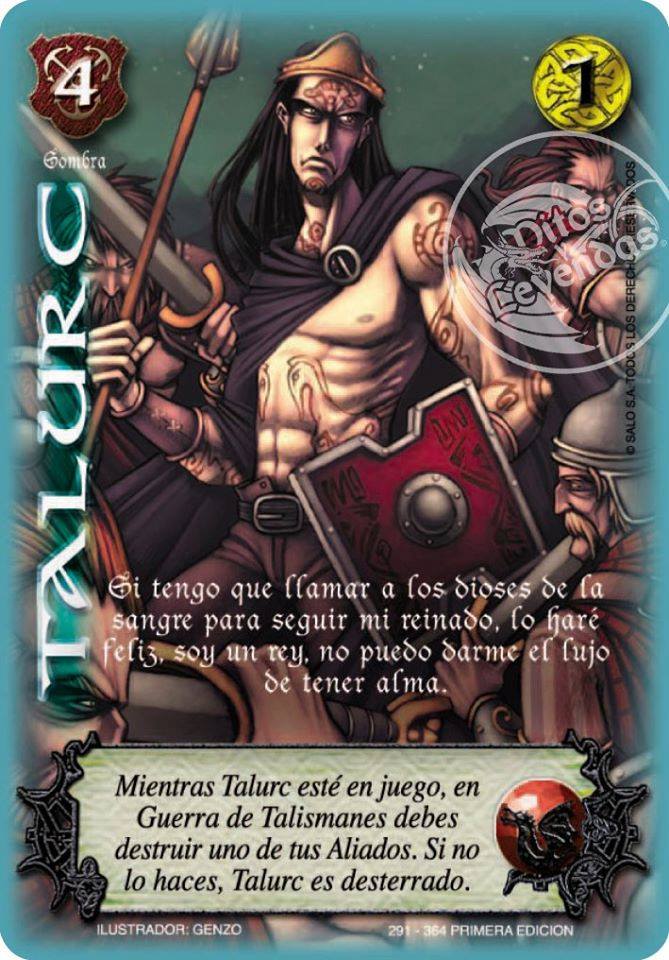 4
1
Sombra
TALURC
Mitos
Leyendas
© SALO S.A. TODOS LOS DERECHOS RESERVADOS
Si tengo que llamar a los dioses de la
sangre para seguir mi reinado, lo haré
feliz, soy un rey, no puedo darme el lujo
de tener alma.
Mientras Talurc esté en juego, en
Guerra de Talismanes debes
destruir uno de tus Aliados. Si no
lo haces, Talurc es desterrado.
ILUSTRADOR: GENZO
291 - 364 PRIMERA EDICION